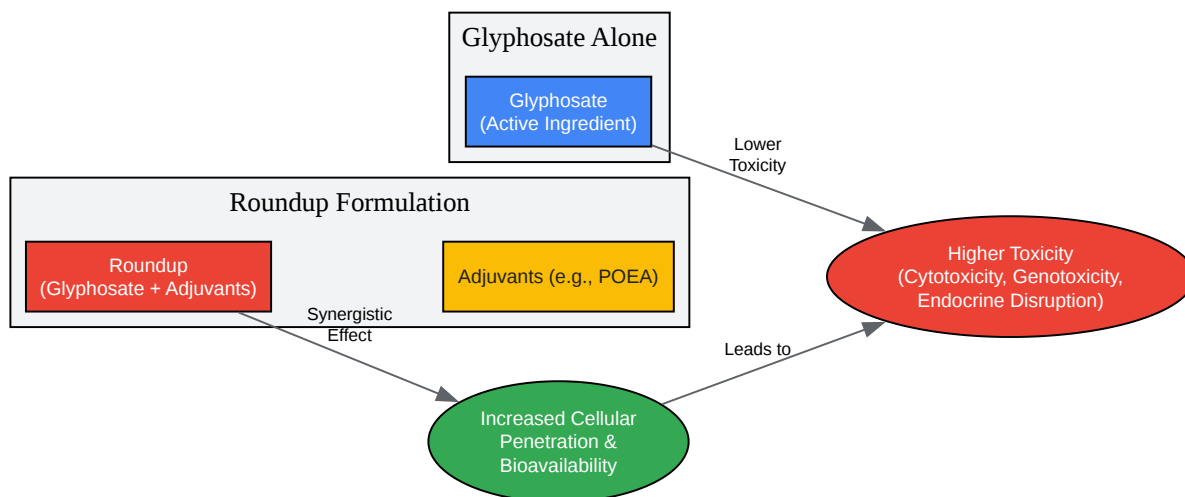 Glyphosate Alone
Glyphosate
(Active Ingredient)
Lower
Toxicity
Roundup Formulation
Roundup
(Glyphosate + Adjuvants)
Adjuvants (e.g., POEA)
Higher Toxicity
(Cytotoxicity, Genotoxicity,
Endocrine Disruption)
Synergistic
Effect
Leads to
Increased Cellular
Penetration &
Bioavailability